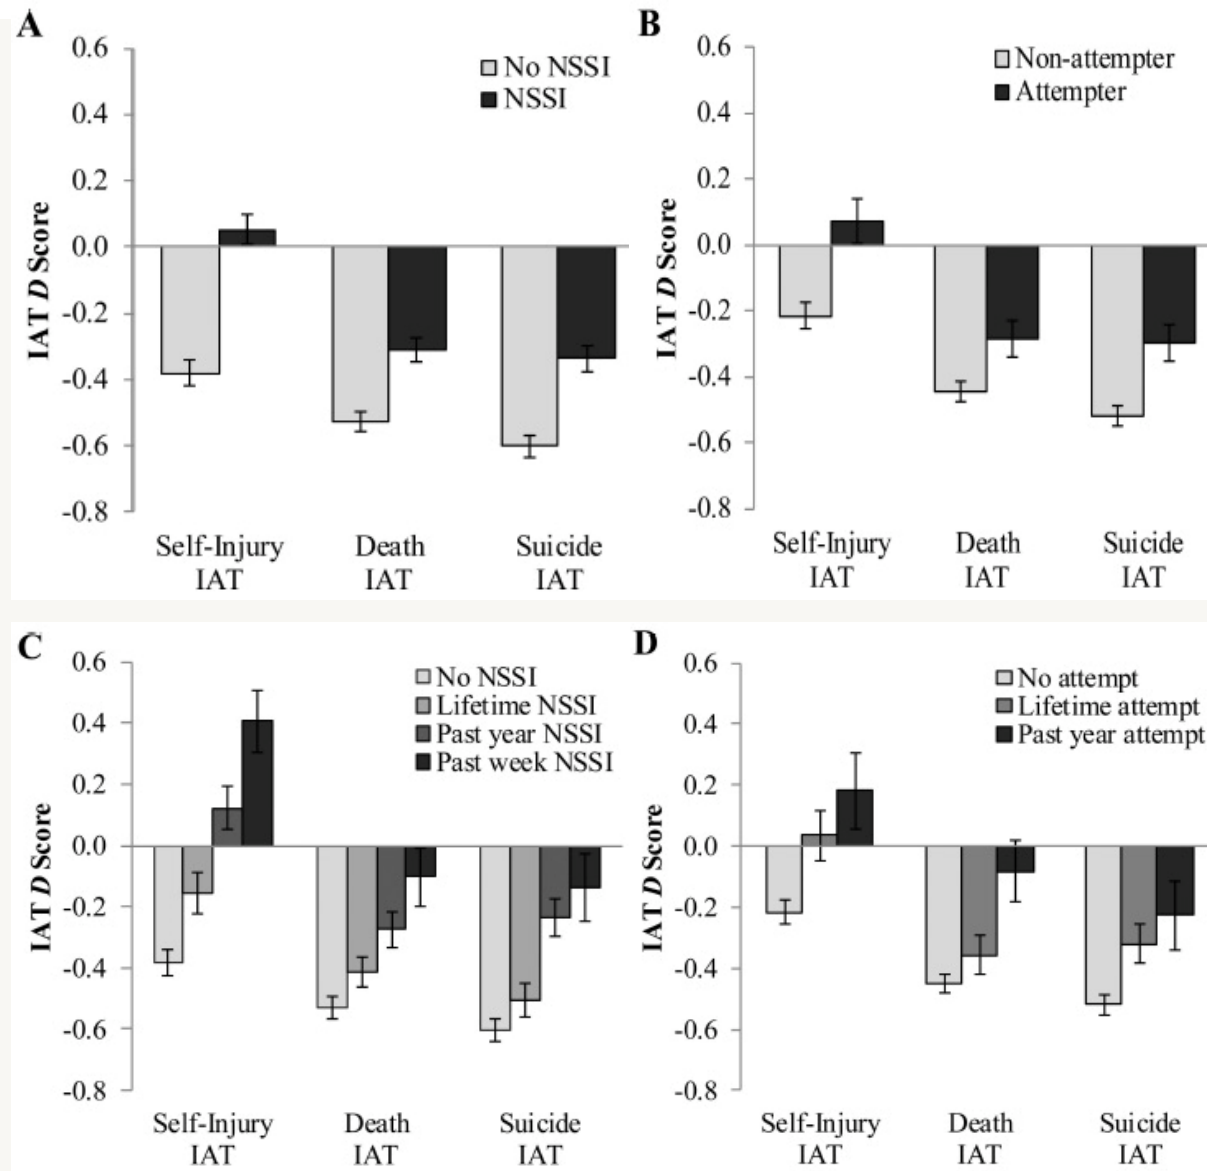 A
0.6
0.4
0.2
0.0
-0.2
-0.4
-0.6
-0.8
IAT D Score
No NSSI
NSSI
Self-Injury IAT
Death IAT
Suicide IAT
B
0.6
0.4
0.2
0.0
-0.2
-0.4
-0.6
-0.8
IAT D Score
Non-attempter
Attempter
Self-Injury IAT
Death IAT
Suicide IAT
C
0.6
0.4
0.2
0.0
-0.2
-0.4
-0.6
-0.8
IAT D Score
No NSSI
Lifetime NSSI
Past year NSSI
Past week NSSI
Self-Injury IAT
Death IAT
Suicide IAT
D
0.6
0.4
0.2
0.0
-0.2
-0.4
-0.6
-0.8
IAT D Score
No attempt
Lifetime attempt
Past year attempt
Self-Injury IAT
Death IAT
Suicide IAT